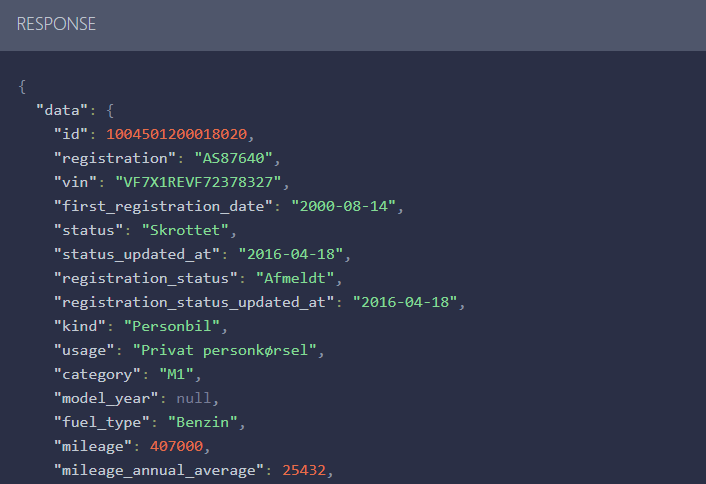 RESPONSE
{
"data": {
"id": 1004501200018020,
"registration": "AS87640",
"vin": "VF7X1REVF72378327",
"first_registration_date": "2000-08-14",
"status": "Skrottet",
"status_updated_at": "2016-04-18",
"registration_status": "Afmeldt",
"registration_status_updated_at": "2016-04-18",
"kind": "Personbil",
"usage": "Privat personkørsel",
"category": "M1",
"model_year": null,
"fuel_type": "Benzin",
"mileage": 407000,
"mileage_annual_average": 25432,